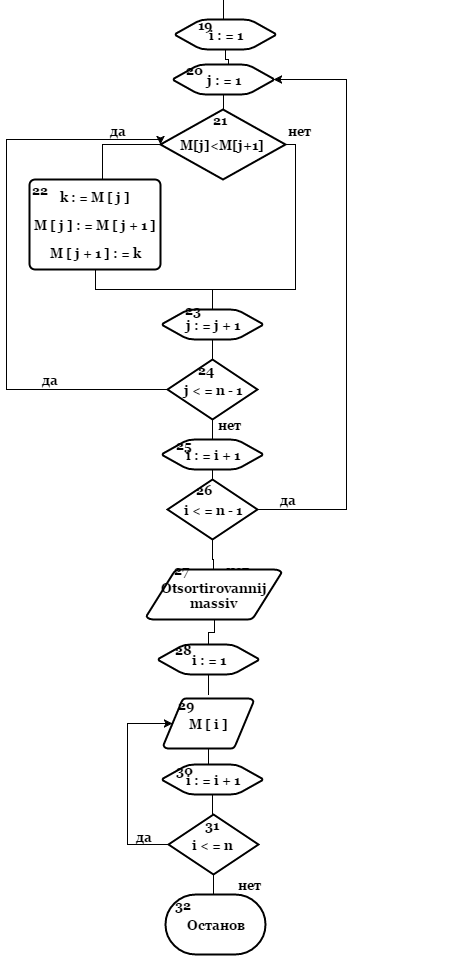 19
i : = 1
20
j : = 1
21
да
нет
M[j]<M[j+1]
22
k : = M [ j ]
M [ j ] : = M [ j + 1 ]
M [ j + 1 ] : = k
23
j : = j + 1
24
да
j < = n - 1
нет
25
i : = i + 1
26
i < = n - 1
да
27
Otsortirovannij
massiv
28
i : = 1
29
M [ i ]
30
i : = i + 1
31
да
i < = n
нет
32
Останов